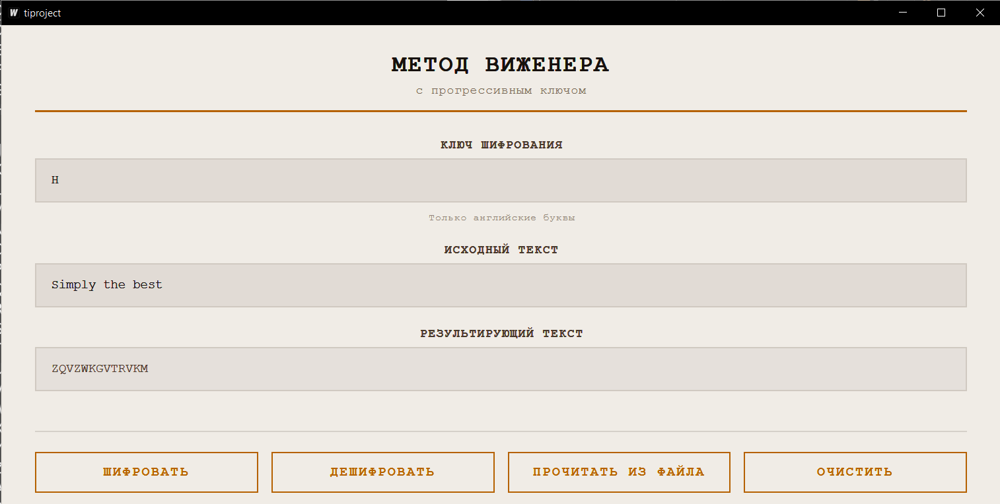 W tiproject
МЕТОД ВИЖЕНЕРА
с прогрессивным ключом
КЛЮЧ ШИФРОВАНИЯ
H
Только английские буквы
ИСХОДНЫЙ ТЕКСТ
Simply the best
РЕЗУЛЬТИРУЮЩИЙ ТЕКСТ
ZQVZWKGVTRVKM
ШИФРОВАТЬ ДЕШИФРОВАТЬ ПРОЧИТАТЬ ИЗ ФАЙЛА ОЧИСТИТЬ